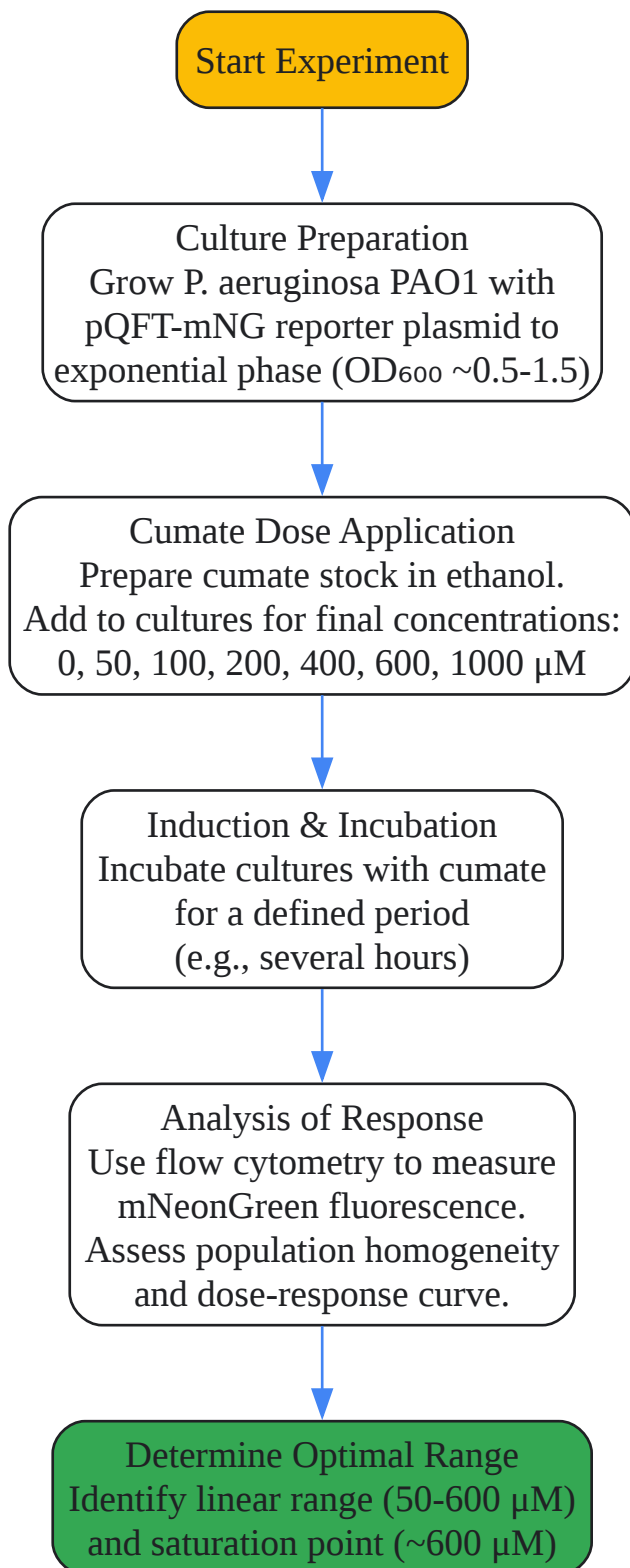 Start Experiment
Culture Preparation
Grow P. aeruginosa PAO1 with
pQFT-mNG reporter plasmid to
exponential phase (OD₆₀₀ ~0.5-1.5)
Cumate Dose Application
Prepare cumate stock in ethanol.
Add to cultures for final concentrations:
0, 50, 100, 200, 400, 600, 1000 μM
Induction & Incubation
Incubate cultures with cumate
for a defined period
(e.g., several hours)
Analysis of Response
Use flow cytometry to measure
mNeonGreen fluorescence.
Assess population homogeneity
and dose-response curve.
Determine Optimal Range
Identify linear range (50-600 μM)
and saturation point (~600 μM)